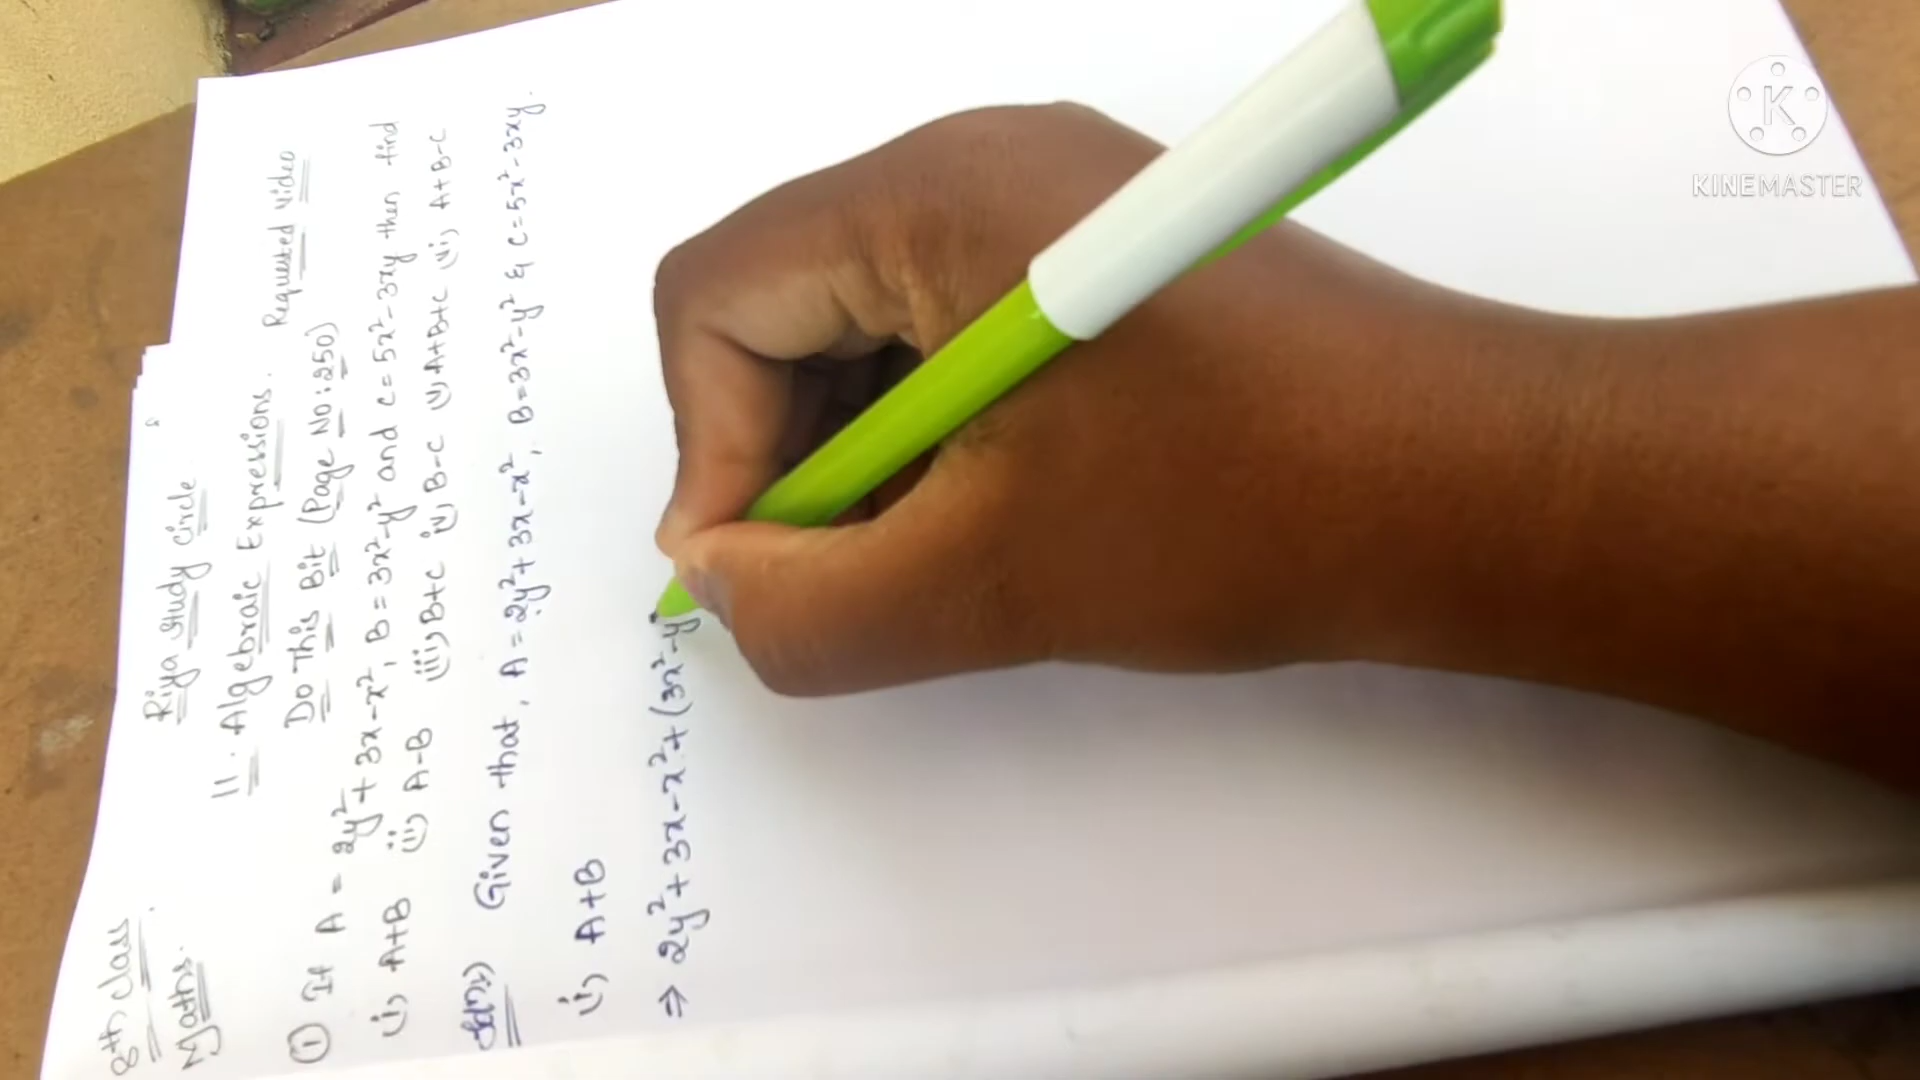 8th class.
Maths.
Riya Study Circle
11. Algebraic Expressions. Requested Video
Do This Bit (Page No: 250)
① If A = 2y²+3x-x², B=3x²-y² and C=5x²-3xy then find
(i) A+B (ii) A-B (iii) B+C iv) B-C (v) A+B+C (vi) A+B-C
Given that, A=2y²+3x-x², B=3x²-y² & C=5x²-3xy.
(i) A+B
⇒ 2y²+3x-x²+(3x²-y
KINEMASTER